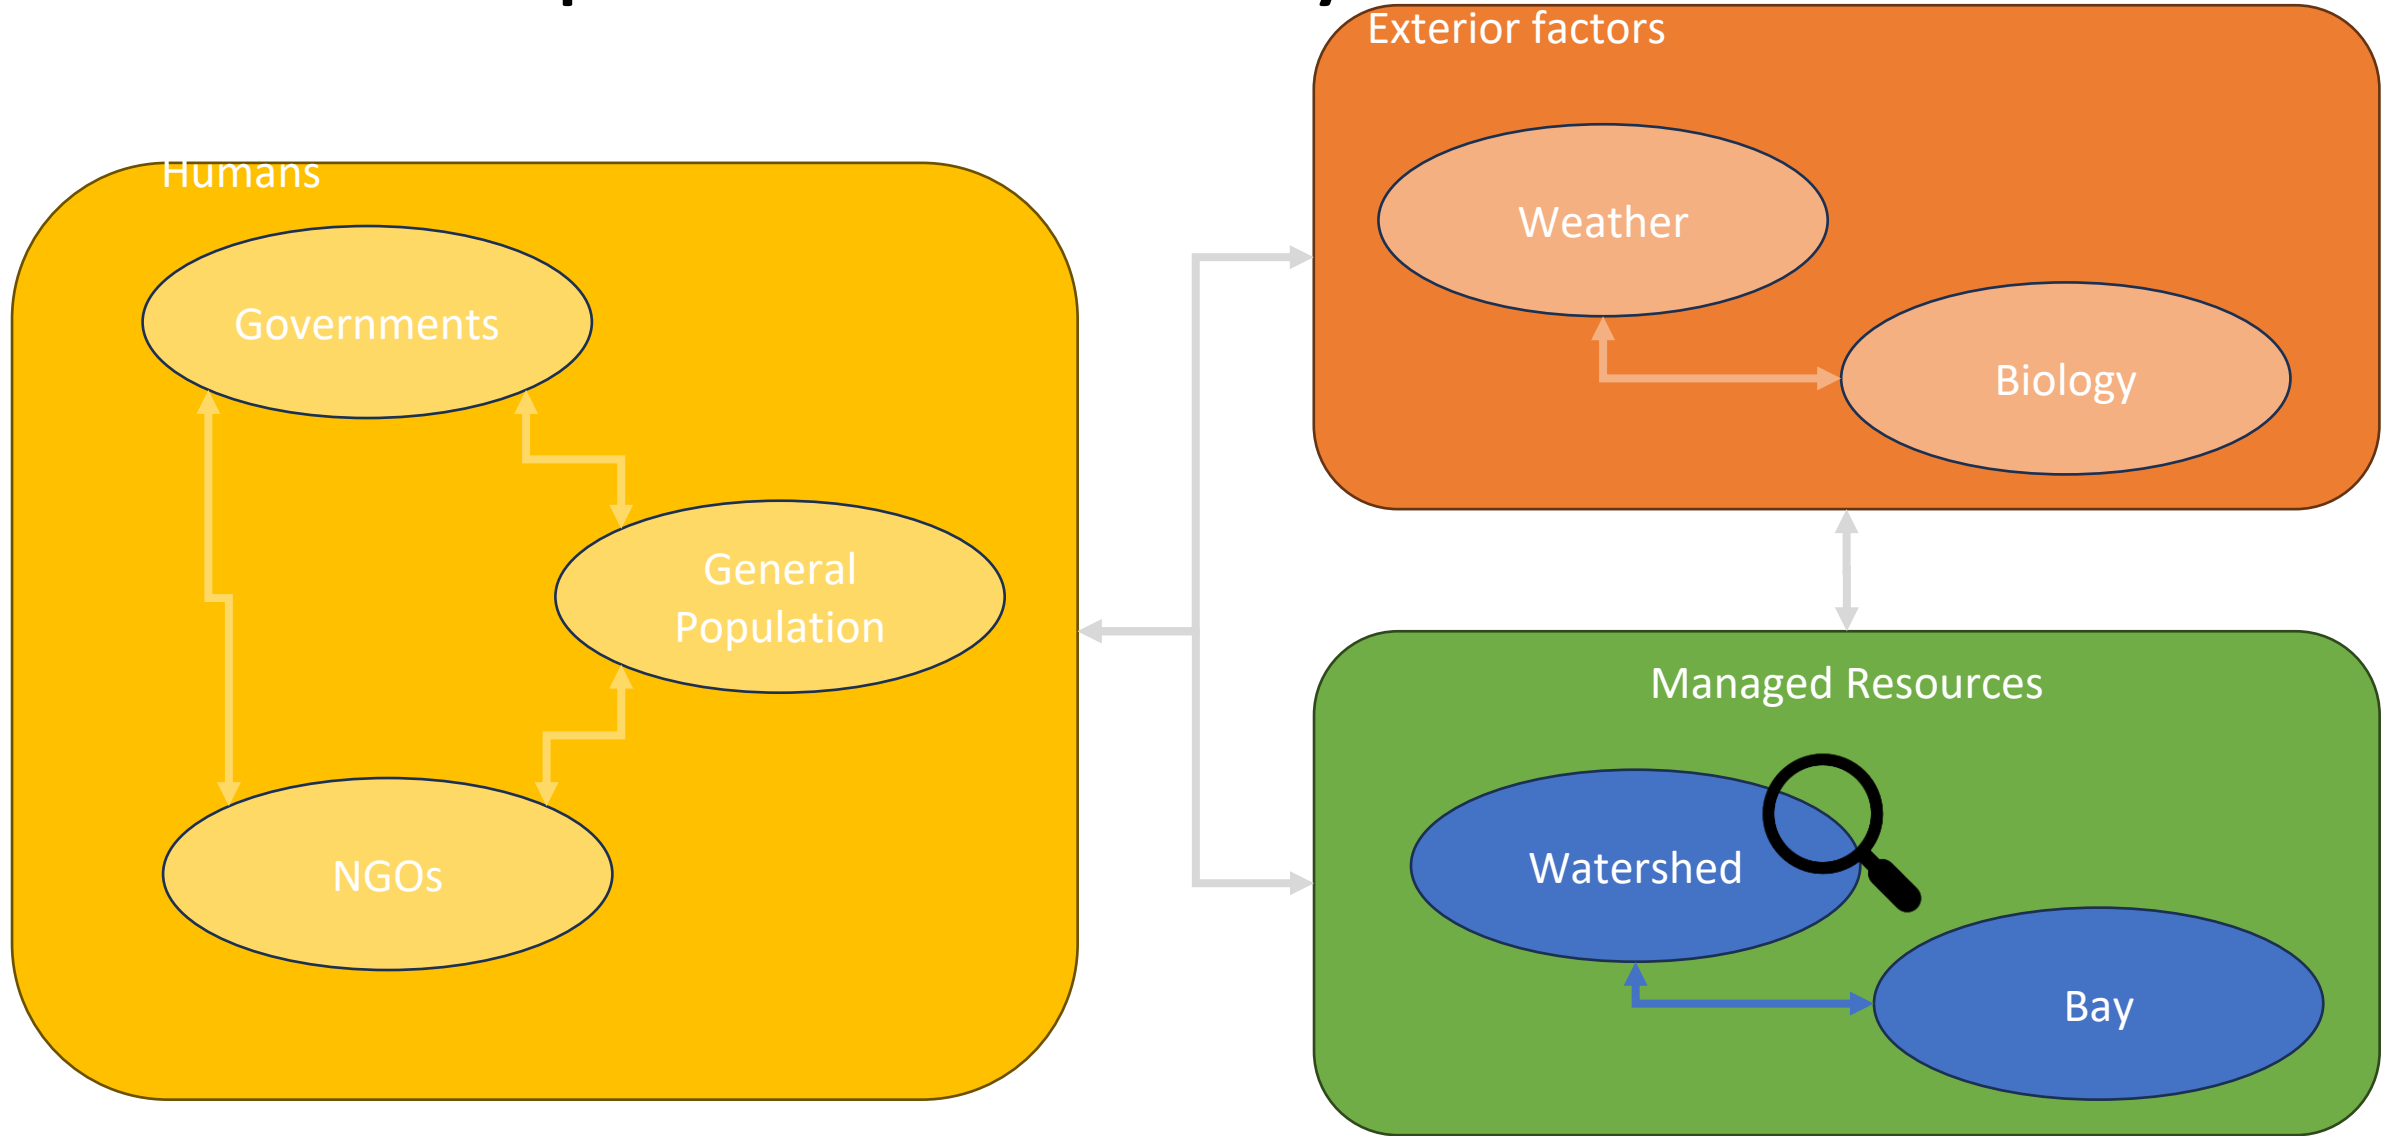 Exterior factors
Humans
Weather
Governments
Biology
General
Population
Managed Resources
Watershed
NGOs
Bay